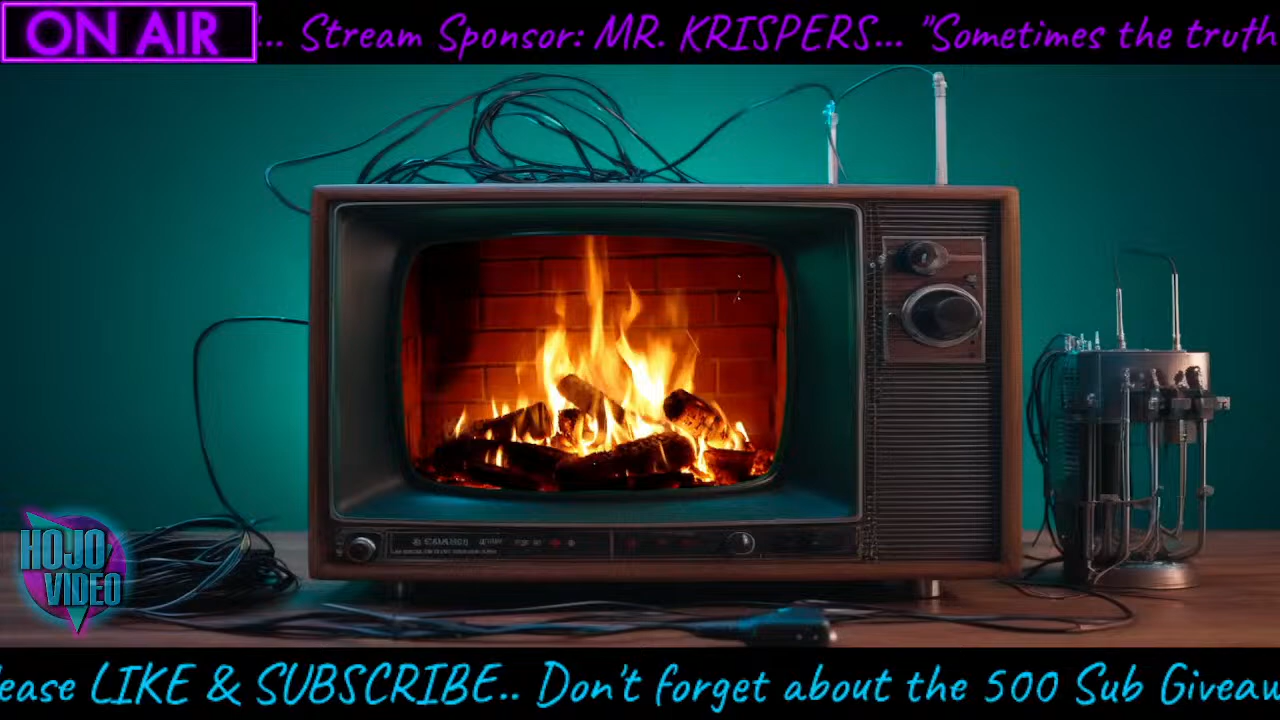 ON AIR
... Stream Sponsor: MR. KRISPERS... "Sometimes the truth
HOJO
VIDEO
ease LIKE & SUBSCRIBE.. Don't forget about the 500 Sub Giveaw